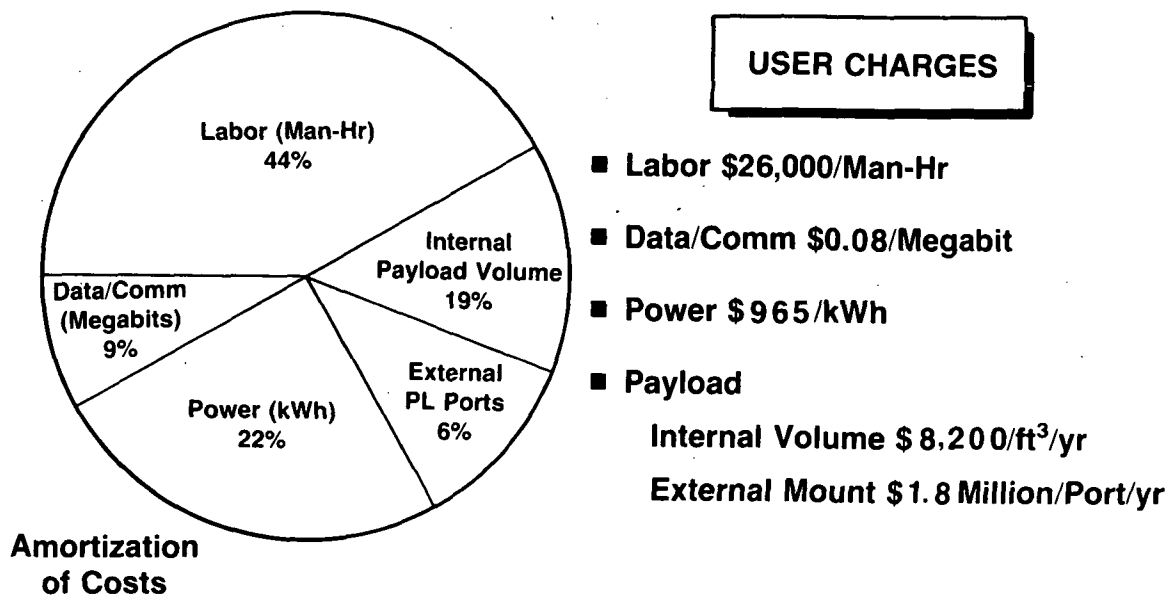 Labor (Man-Hr)
44%
Internal
Payload Volume
19%
Data/Comm
(Megabits)
9%
External
PL Ports
6%
Power (kWh)
22%
Amortization
of Costs
USER CHARGES
■ Labor $26,000/Man-Hr
■ Data/Comm $0.08/Megabit
■ Power $965/kWh
■ Payload
Internal Volume $8,200/ft³/yr
External Mount $1.8 Million/Port/yr